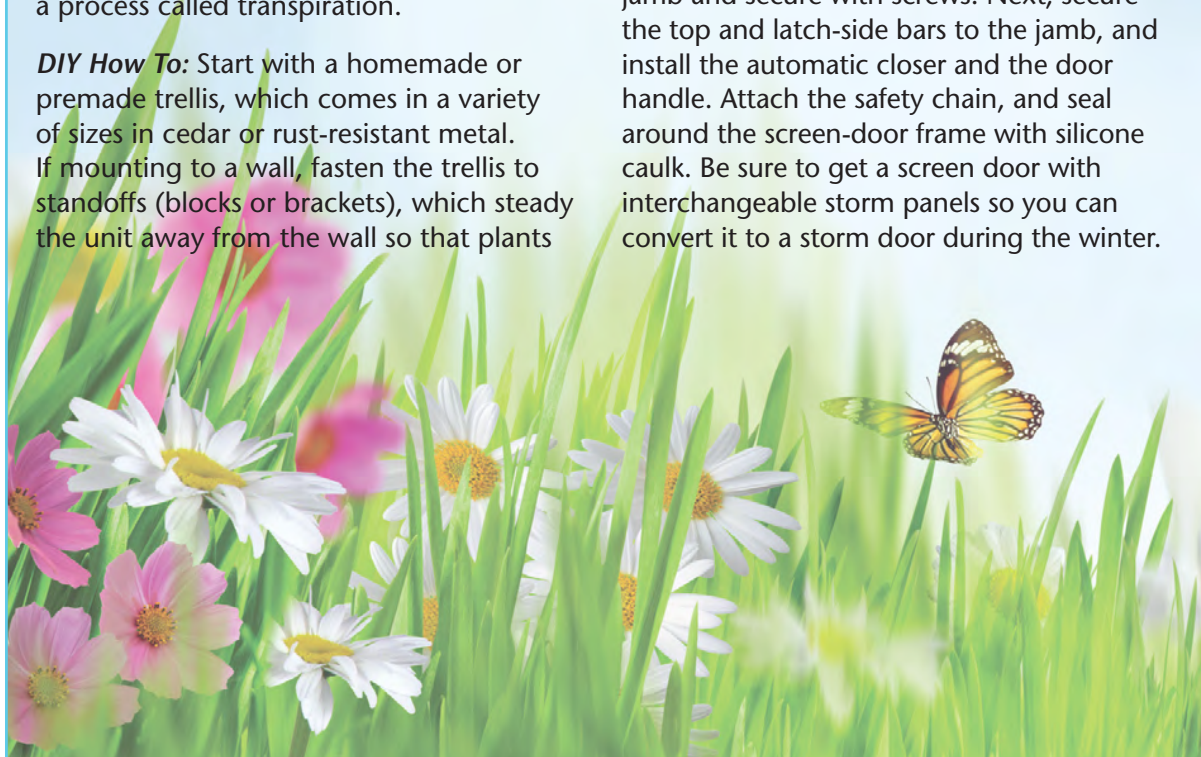 a process called transpiration.
DIY How To: Start with a homemade or
premade trellis, which comes in a variety
of sizes in cedar or rust-resistant metal.
If mounting to a wall, fasten the trellis to
standoffs (blocks or brackets), which steady
the unit away from the wall so that plants
jamb and secure with screws. Next, secure
the top and latch-side bars to the jamb, and
install the automatic closer and the door
handle. Attach the safety chain, and seal
around the screen-door frame with silicone
caulk. Be sure to get a screen door with
interchangeable storm panels so you can
convert it to a storm door during the winter.